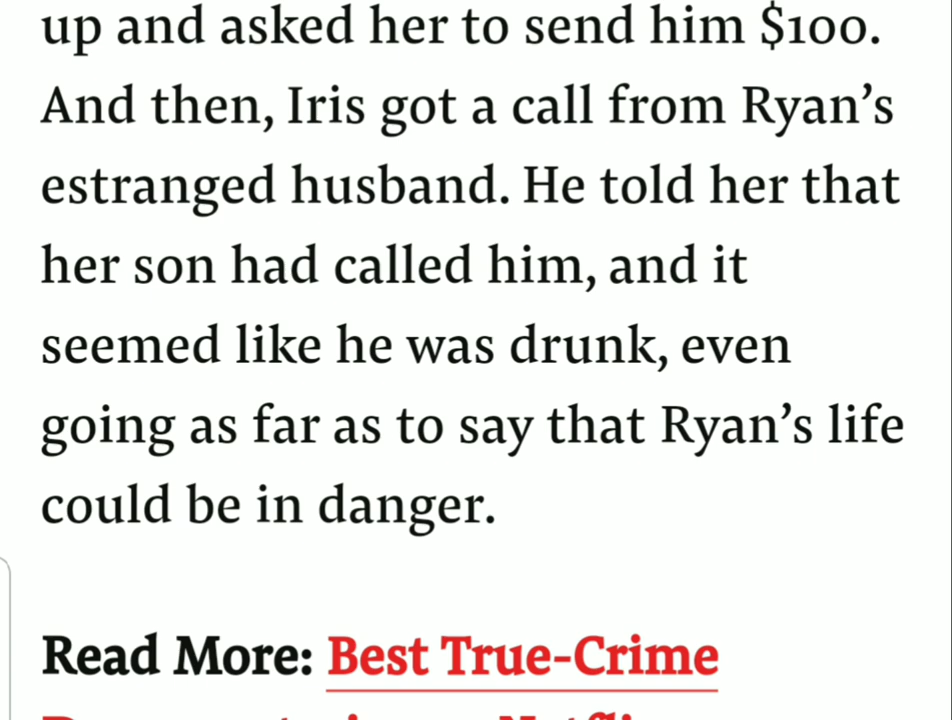 up and asked her to send him $100.
And then, Iris got a call from Ryan’s
estranged husband. He told her that
her son had called him, and it
seemed like he was drunk, even
going as far as to say that Ryan’s life
could be in danger.
Read More: Best True-Crime